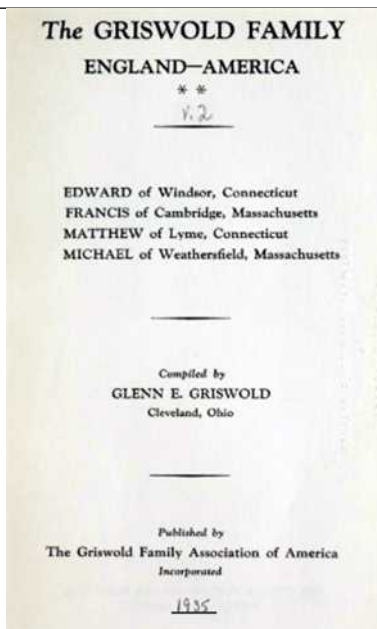 The GRISWOLD FAMILY
ENGLAND—AMERICA
* *
V.2
EDWARD of Windsor, Connecticut
FRANCIS of Cambridge, Massachusetts
MATTHEW of Lyme, Connecticut
MICHAEL of Weathersfield, Massachusetts
Compiled by
GLENN E. GRISWOLD
Cleveland, Ohio
Published by
The Griswold Family Association of America
Incorporated
1935